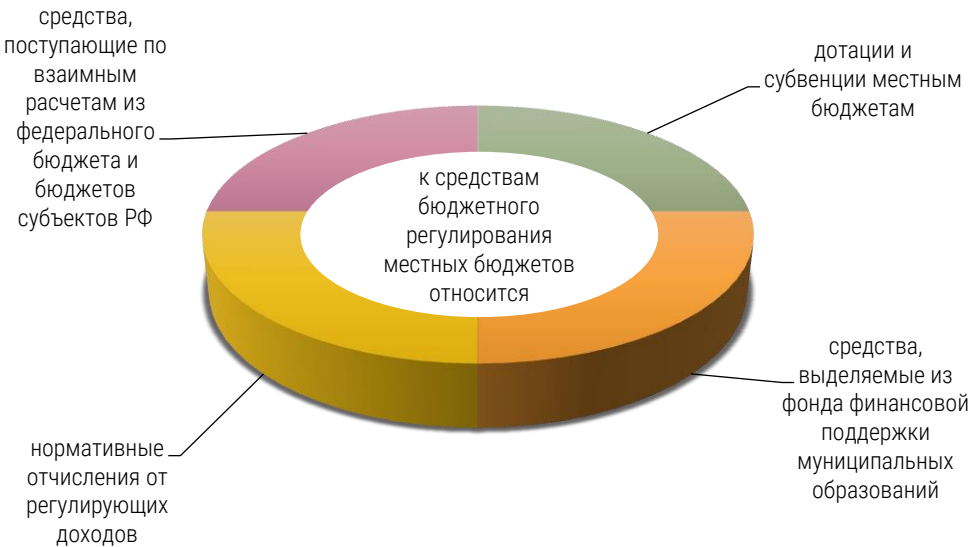 средства,
поступающие по
взаимным
расчетам из
федерального
бюджета и
бюджетов
субъектов РФ
дотации и
субвенции местным
бюджетам
к средствам
бюджетного
регулирования
местных бюджетов
относится
средства,
выделяемые из
фонда финансовой
поддержки
муниципальных
образований
нормативные
отчисления от
регулирующих
доходов